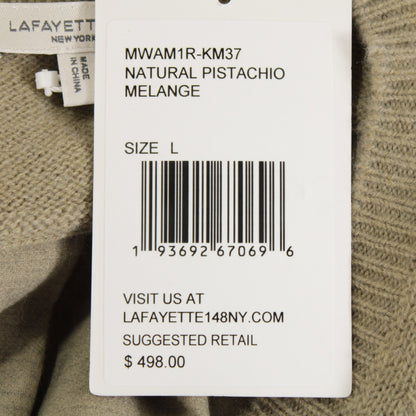 LAFAYETTE
NEW YORK
MADE
IN CHINA
MWAM1R-KM37
NATURAL PISTACHIO
MELANGE
SIZE L
1 93692 67069 6
VISIT US AT
LAFAYETTE148NY.COM
SUGGESTED RETAIL
$ 498.00